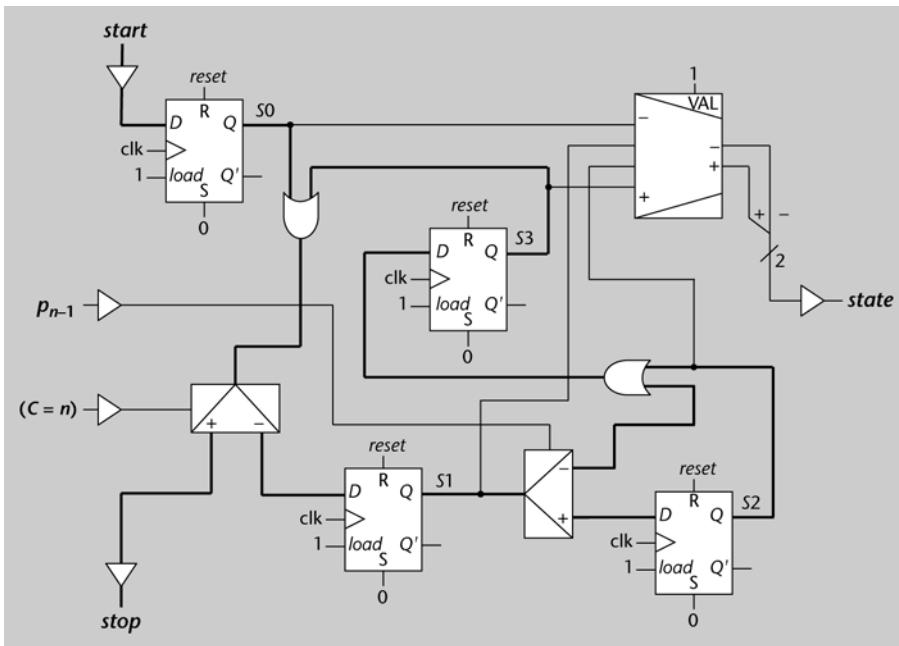 start
reset
R
D Q S0
clk
1 load Q'
S
0
1
VAL
−
−
+
+
+ −
2
state
reset
R
D Q S3
clk
1 load Q'
S
0
pn−1
(C = n)
+ −
stop
reset
R
D Q S1
clk
1 load Q'
S
0
−
+
reset
R
D Q S2
clk
1 load Q'
S
0